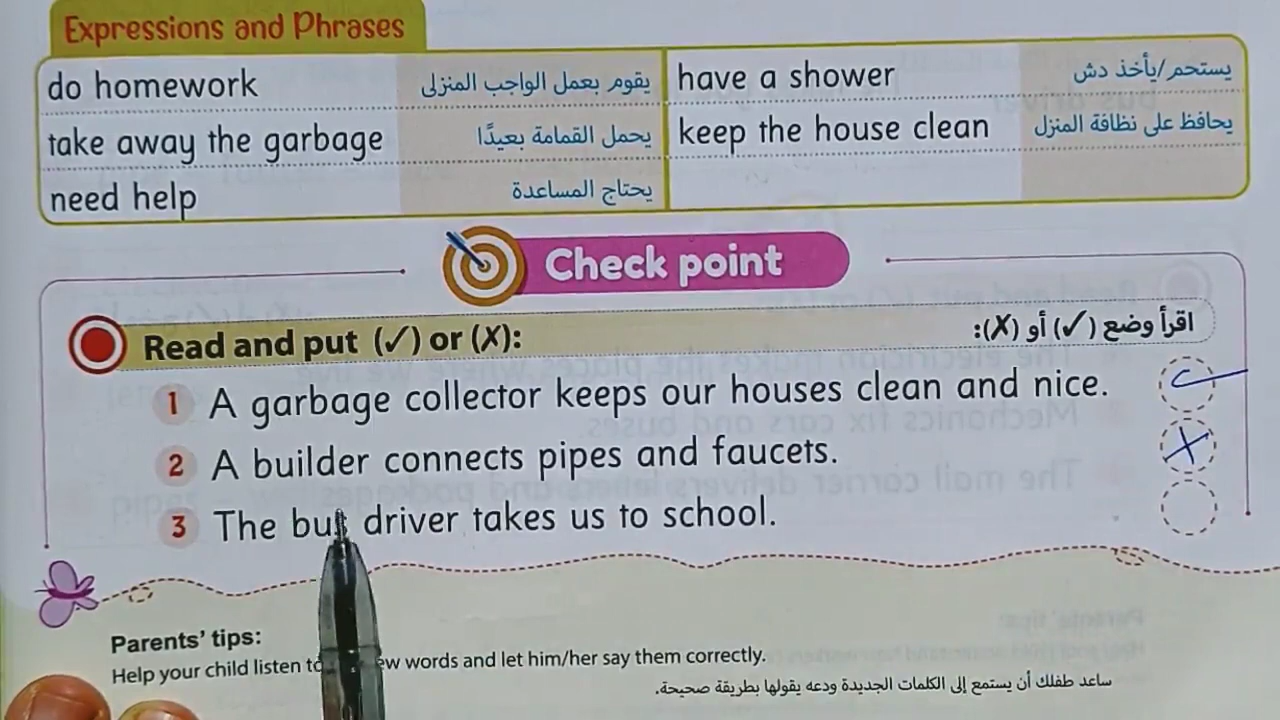 Expressions and Phrases
do homework يقوم بعمل الواجب المنزلى have a shower يستحم/يأخذ دش
take away the garbage يحمل القمامة بعيدًا keep the house clean يحافظ على نظافة المنزل
need help يحتاج المساعدة
Check point
Read and put (✓) or (X): اقرأ وضع (✓) أو (X):
1 A garbage collector keeps our houses clean and nice. ✓
2 A builder connects pipes and faucets. X
3 The bus driver takes us to school.
Parents' tips:
Help your child listen to words and let him/her say them correctly.
ساعد طفلك أن يستمع إلى الكلمات الجديدة ودعه يقولها بطريقة صحيحة.